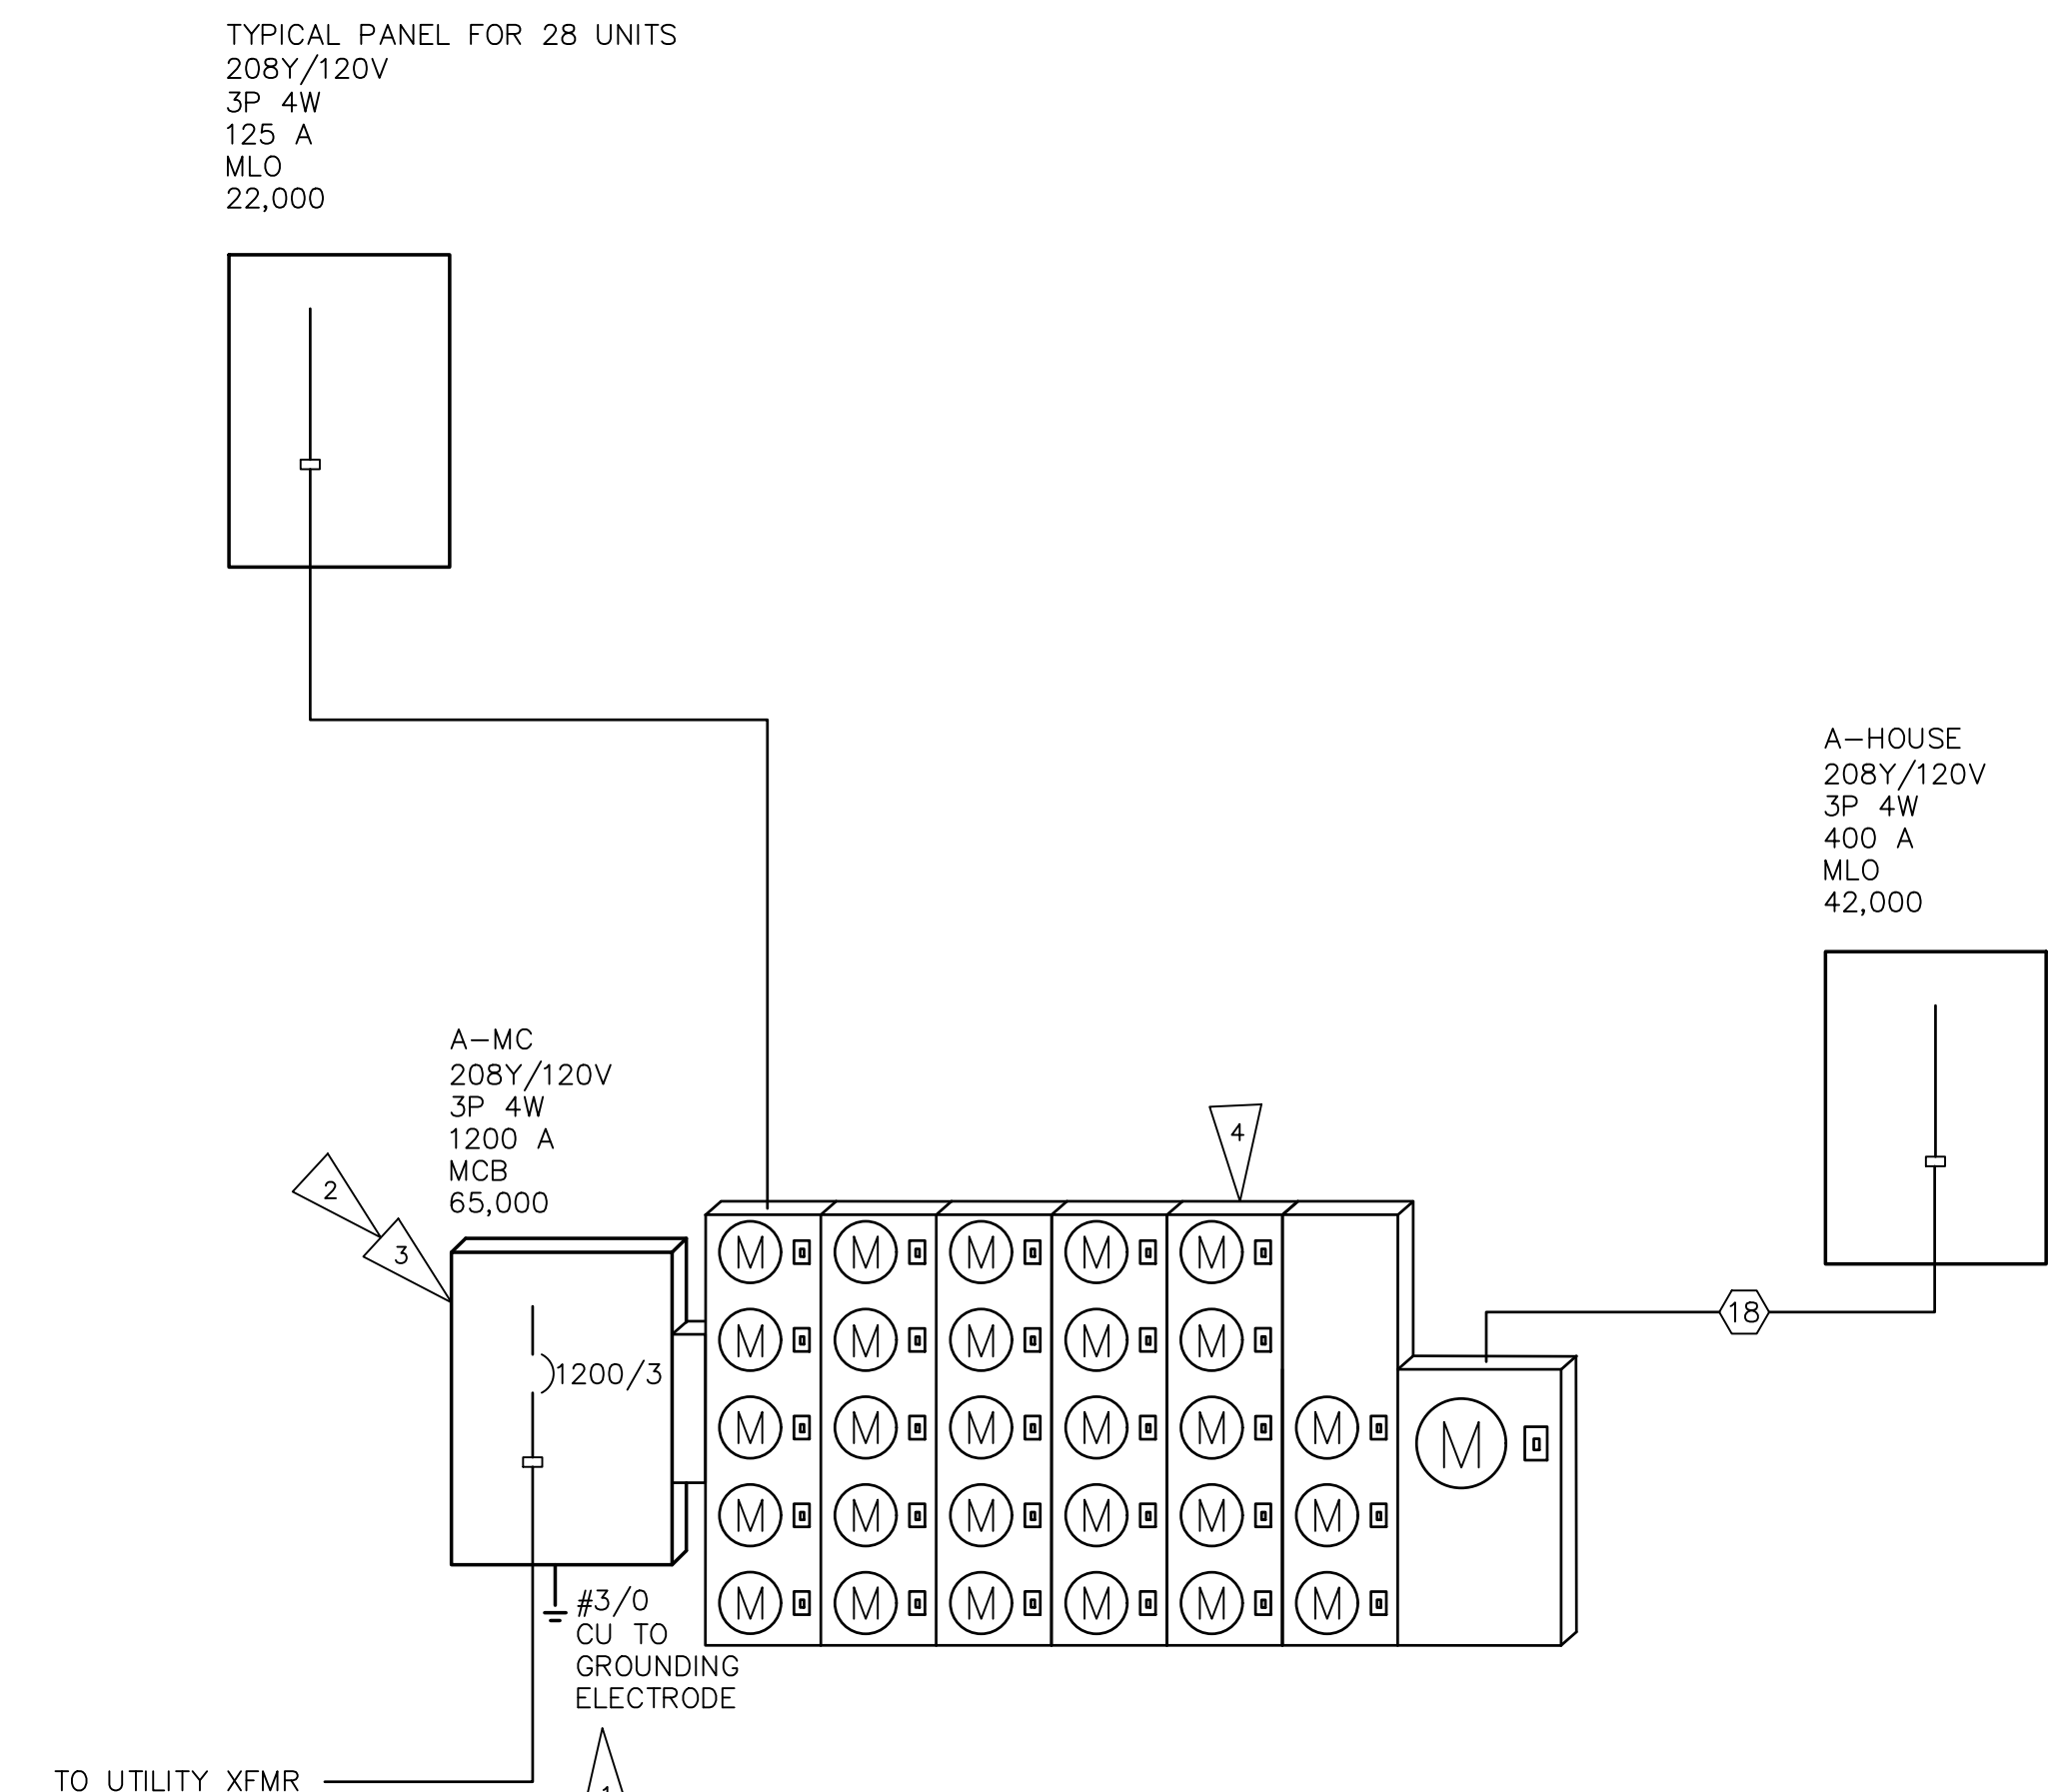 TYPICAL PANEL FOR 28 UNITS
208Y/120V
3P 4W
125 A
MLO
22,000
A-HOUSE
208Y/120V
3P 4W
400 A
MLO
42,000
A-MC
208Y/120V
3P 4W
1200 A
MCB
65,000
4
2
3
18
1200/3
M M M M M
M M M M M
M M M M M M M
M M M M M M
M M M M M M
#3/0
CU TO
GROUNDING
ELECTRODE
TO UTILITY XFMR
1